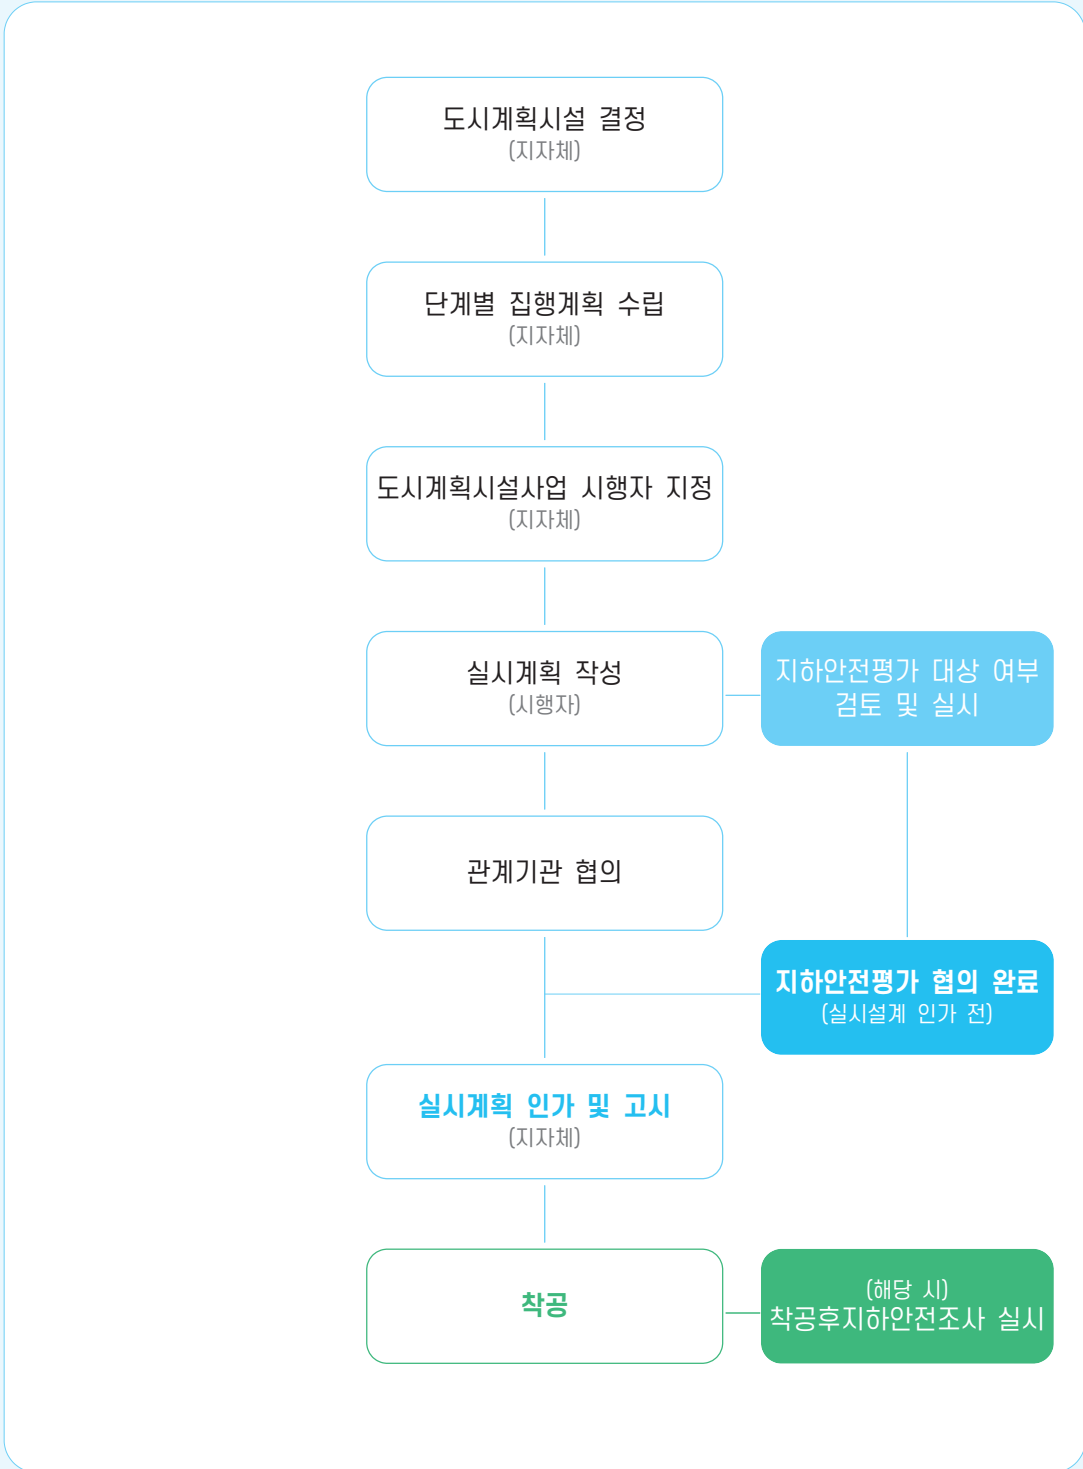 도시계획시설 결정
(지자체)
단계별 집행계획 수립
(지자체)
도시계획시설사업 시행자 지정
(지자체)
실시계획 작성
(시행자)
지하안전평가 대상 여부
검토 및 실시
관계기관 협의
지하안전평가 협의 완료
(실시설계 인가 전)
실시계획 인가 및 고시
(지자체)
착공
(해당 시)
착공후지하안전조사 실시